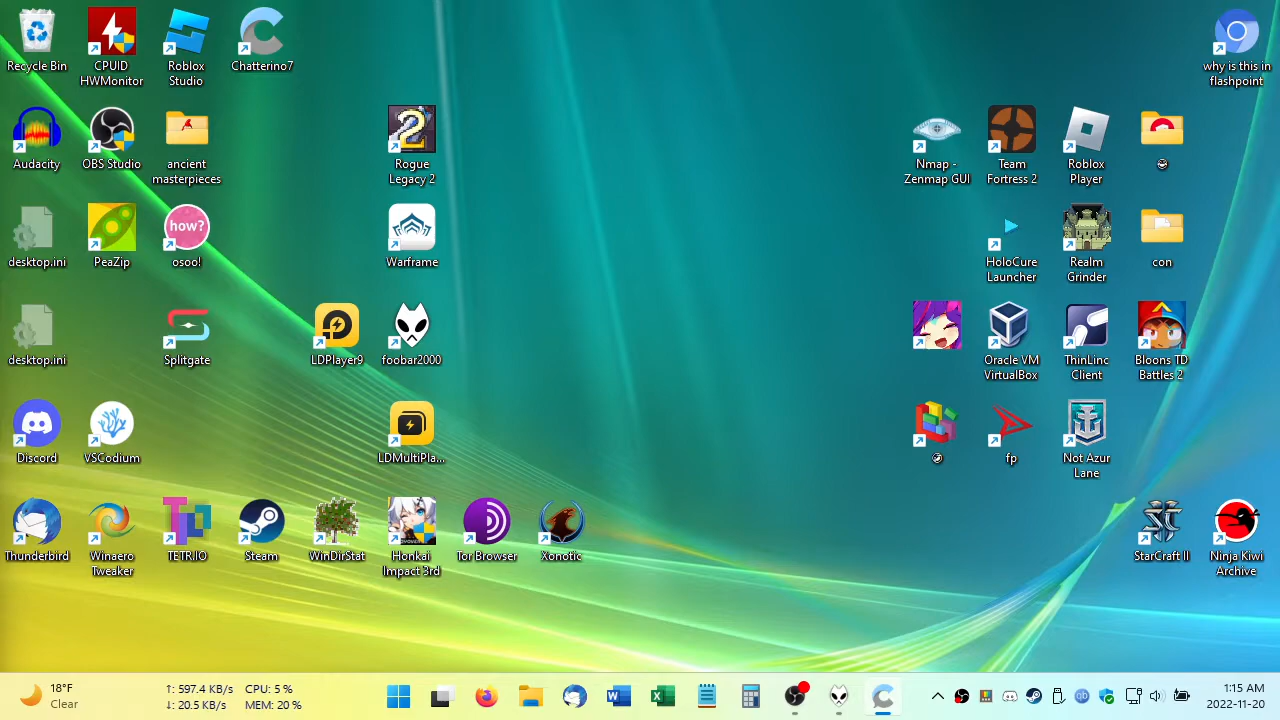 Recycle Bin
CPUID
HWMonitor
Roblox
Studio
Chatterino7
why is this in
flashpoint
Audacity
OBS Studio
ancient
masterpieces
2
Rogue
Legacy 2
Nmap -
Zenmap GUI
Team
Fortress 2
Roblox
Player
desktop.ini
PeaZip
how?
osoo!
Warframe
HoloCure
Launcher
Realm
Grinder
con
desktop.ini
Splitgate
LDPlayer9
foobar2000
Oracle VM
VirtualBox
ThinLinc
Client
Bloons TD
Battles 2
Discord
VSCodium
LDMultiPla...
fp
Not Azur
Lane
Thunderbird
Winaero
Tweaker
TETR.IO
Steam
WinDirStat
Honkai
Impact 3rd
Tor Browser
Xonotic
StarCraft II
Ninja Kiwi
Archive
18°F
Clear
↑: 597.4 KB/s
↓: 20.5 KB/s
CPU: 5 %
MEM: 20 %
1:15 AM
2022-11-20